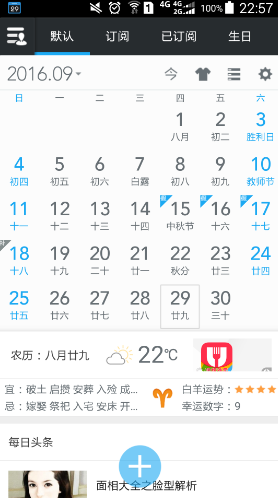 4G 4G 2G 100% 22:57
默认 订阅 已订阅 生日
2016.09 今
日 一 二 三 四 五 六
1 2 3
八月 初二 胜利日
4 5 6 7 8 9 10
初四 初五 初六 白露 初八 初九 教师节
11 12 13 14 15 16 17
十一 十二 十三 十四 中秋节 十六 十七
18 19 20 21 22 23 24
十八 十九 二十 廿一 秋分 廿三 廿四
25 26 27 28 29 30
廿五 廿六 廿七 廿八 廿九 三十
农历：八月廿九 22℃
宜：破土 启攒 安葬 入殓 成... 白羊运势：
忌：嫁娶 祭祀 入宅 安床 开... 幸运数字：9
每日头条
面相大全之脸型解析